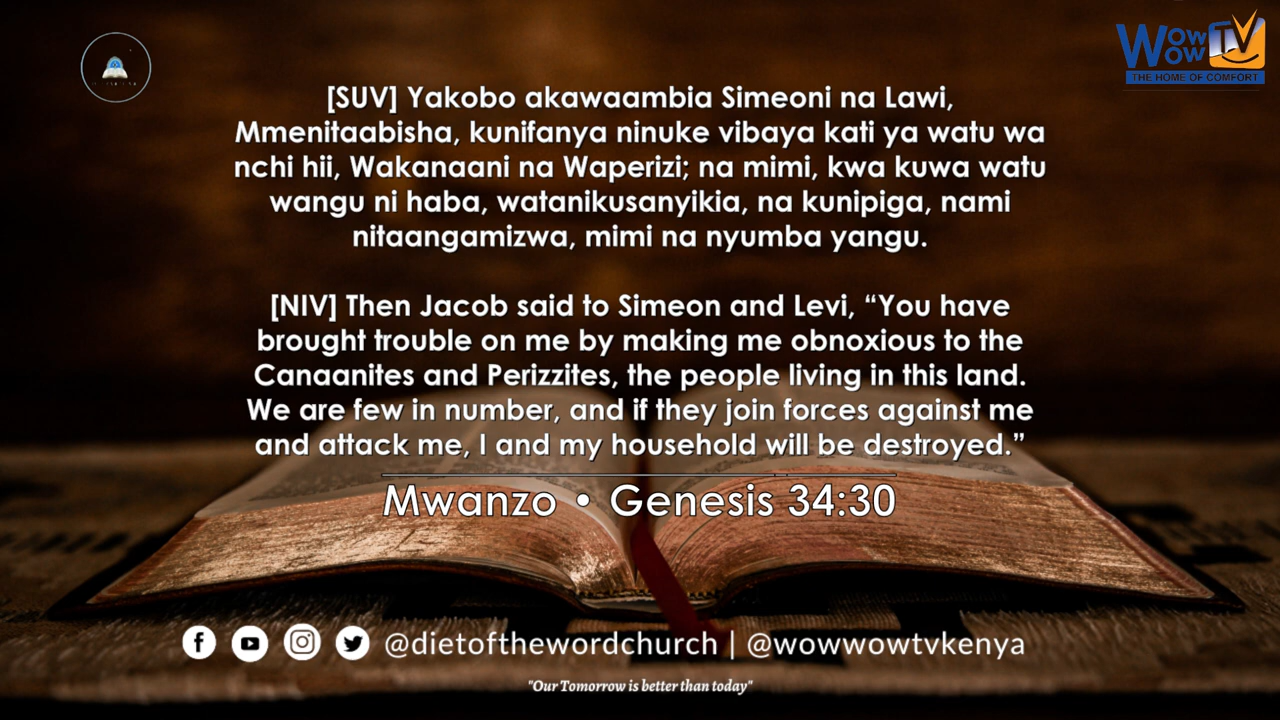 Wow
Wow
TV
THE HOME OF COMFORT
[SUV] Yakobo akawaambia Simeoni na Lawi,
Mmenitaabisha, kunifanya ninuke vibaya kati ya watu wa
nchi hii, Wakanaani na Waperizi; na mimi, kwa kuwa watu
wangu ni haba, watanikusanyikia, na kunipiga, nami
nitaangamizwa, mimi na nyumba yangu.
[NIV] Then Jacob said to Simeon and Levi, “You have
brought trouble on me by making me obnoxious to the
Canaanites and Perizzites, the people living in this land.
We are few in number, and if they join forces against me
and attack me, I and my household will be destroyed.”
Mwanzo • Genesis 34:30
@dietofthewordchurch | @wowwowtvkenya
"Our Tomorrow is better than today"